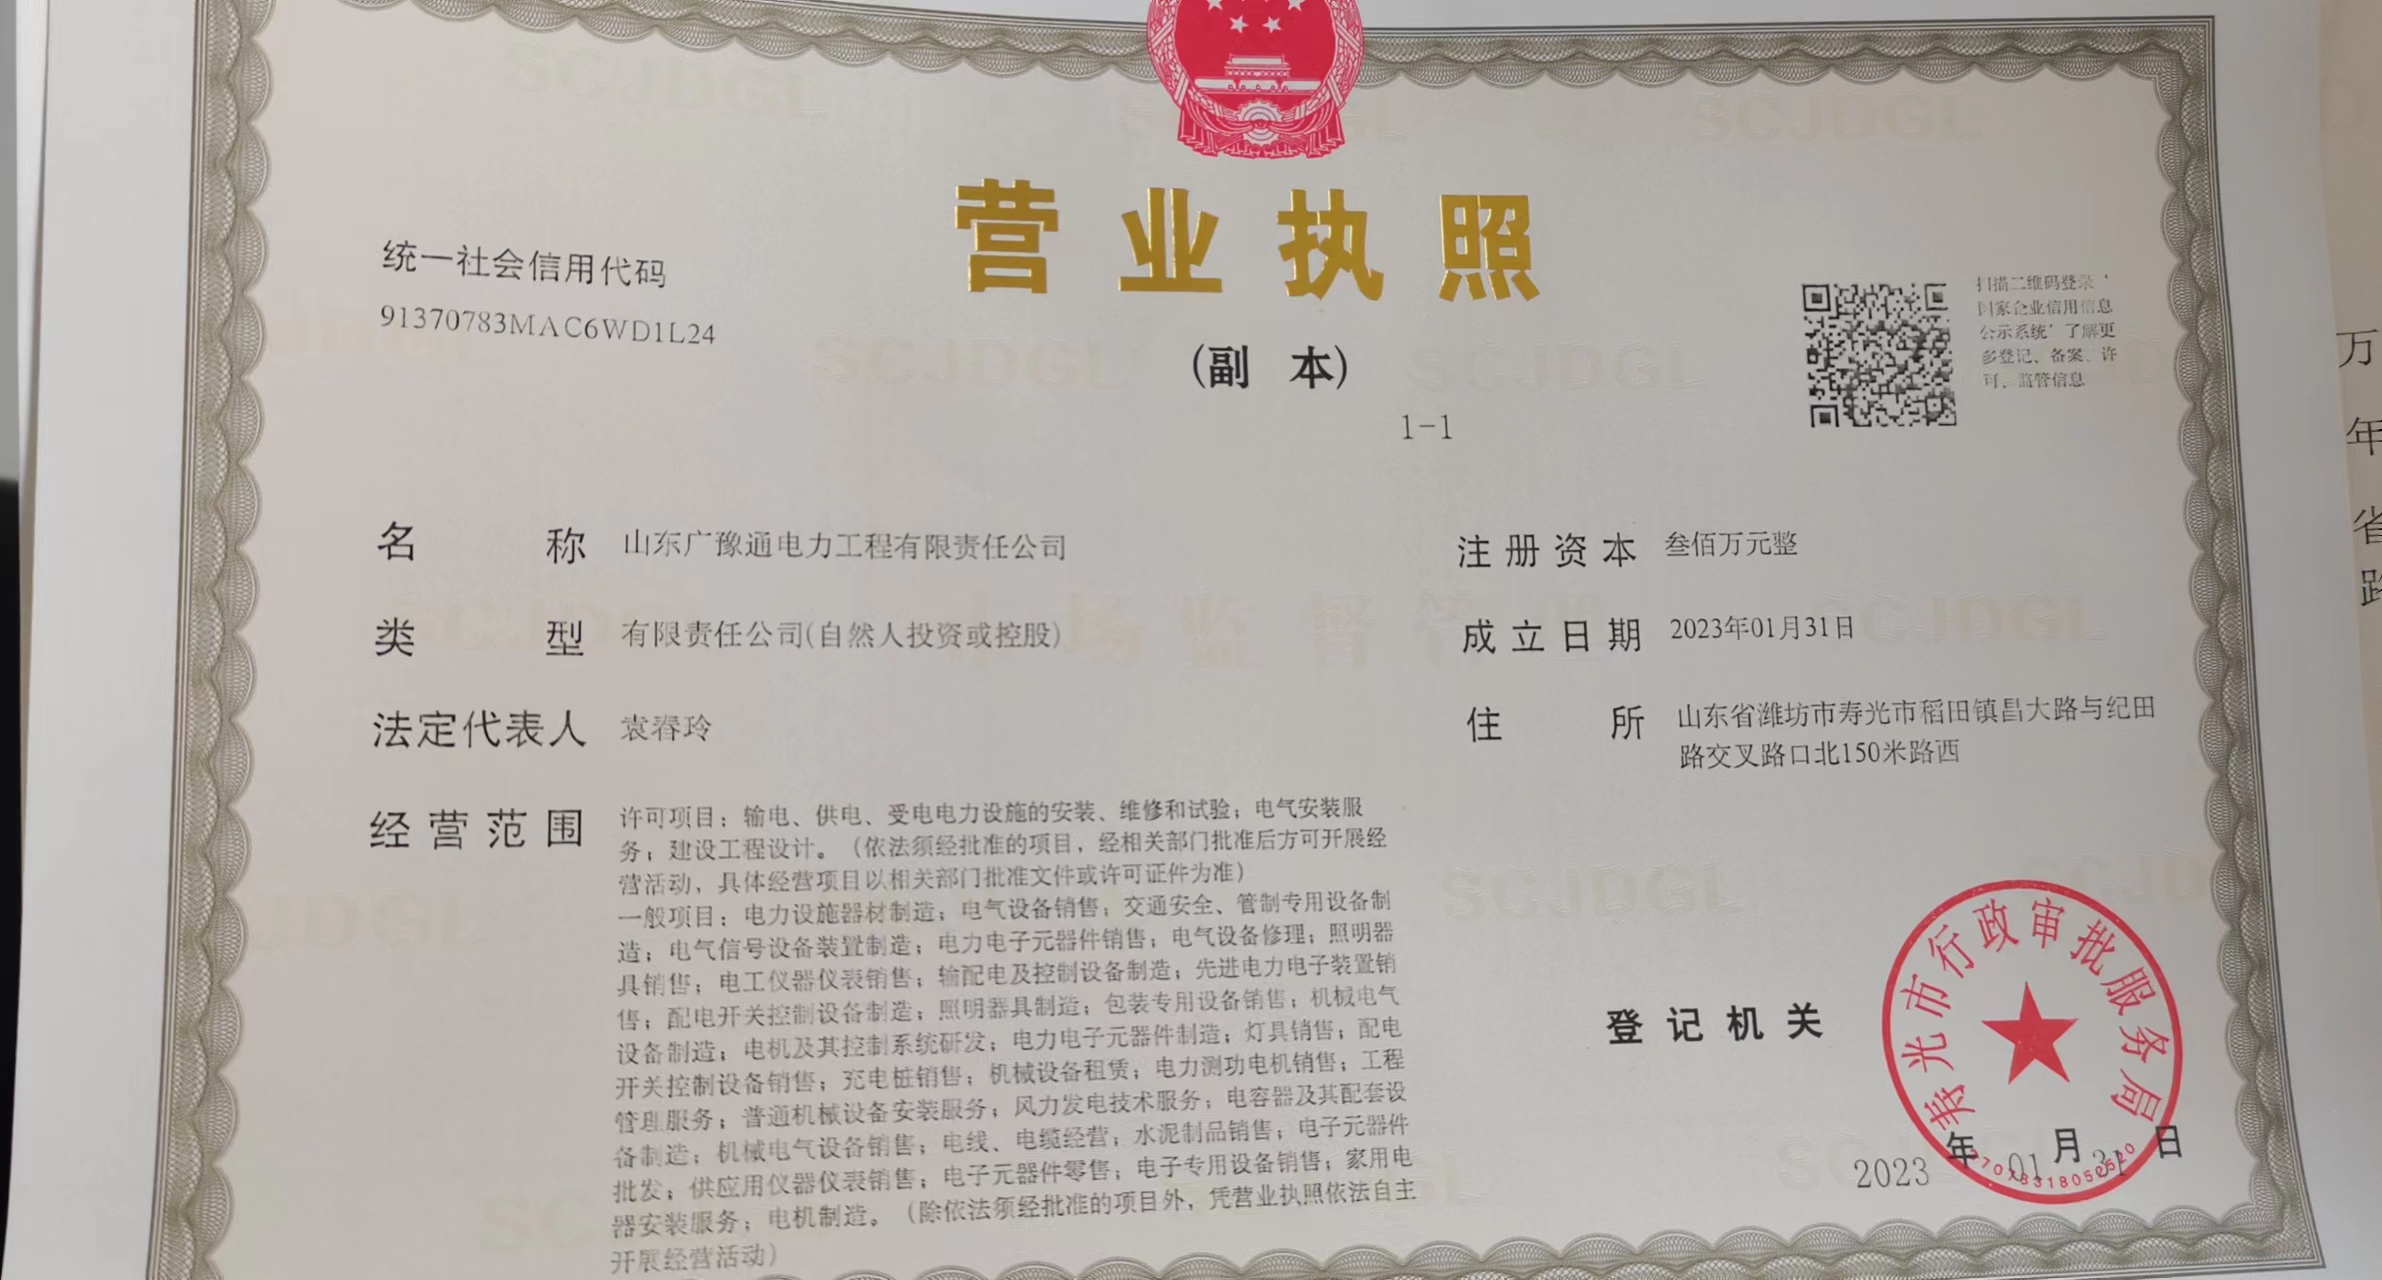 营业执照
(副 本)
1-1
统一社会信用代码
91370783MAC6WD1L24
扫描二维码登录'
国家企业信用信息
公示系统'了解更
多登记、备案、许
可、监管信息
名 称 山东广豫通电力工程有限责任公司
类 型 有限责任公司(自然人投资或控股)
法定代表人 袁春玲
经营范围 许可项目：输电、供电、受电电力设施的安装、维修和试验；电气安装服
务；建设工程设计。（依法须经批准的项目，经相关部门批准后方可开展经
营活动，具体经营项目以相关部门批准文件或许可证件为准）
一般项目：电力设施器材制造；电气设备销售；交通安全、管制专用设备制
造；电气信号设备装置制造；电力电子元器件销售；电气设备修理；照明器
具销售；电工仪器仪表销售；输配电及控制设备制造；先进电力电子装置销
售；配电开关控制设备制造；照明器具制造；包装专用设备销售；机械电气
设备制造；电机及其控制系统研发；电力电子元器件制造；灯具销售；配电
开关控制设备销售；充电桩销售；机械设备租赁；电力测功电机销售；工程
管理服务；普通机械设备安装服务；风力发电技术服务；电容器及其配套设
备制造；机械电气设备销售；电线、电缆经营；水泥制品销售；电子元器件
批发；供应用仪器仪表销售；电子元器件零售；电子专用设备销售；家用电
器安装服务；电机制造。（除依法须经批准的项目外，凭营业执照依法自主
开展经营活动）
注册资本 叁佰万元整
成立日期 2023年01月31日
住 所 山东省潍坊市寿光市稻田镇昌大路与纪田
路交叉路口北150米路西
登记机关
寿光市行政审批服务局
2023 年 01 月 31 日
SCJDGL
万
年
省
路